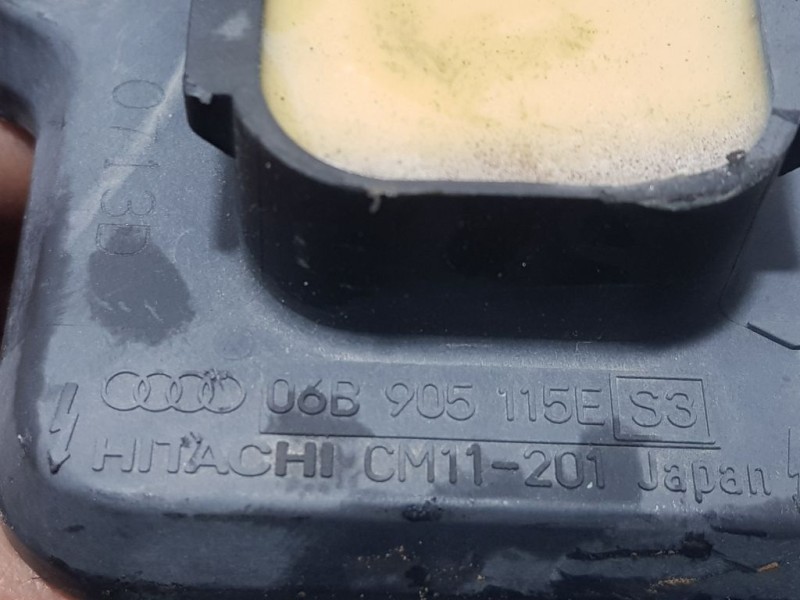 0713D
06B 905 115E S3
HITACHI CM11-201 Japan